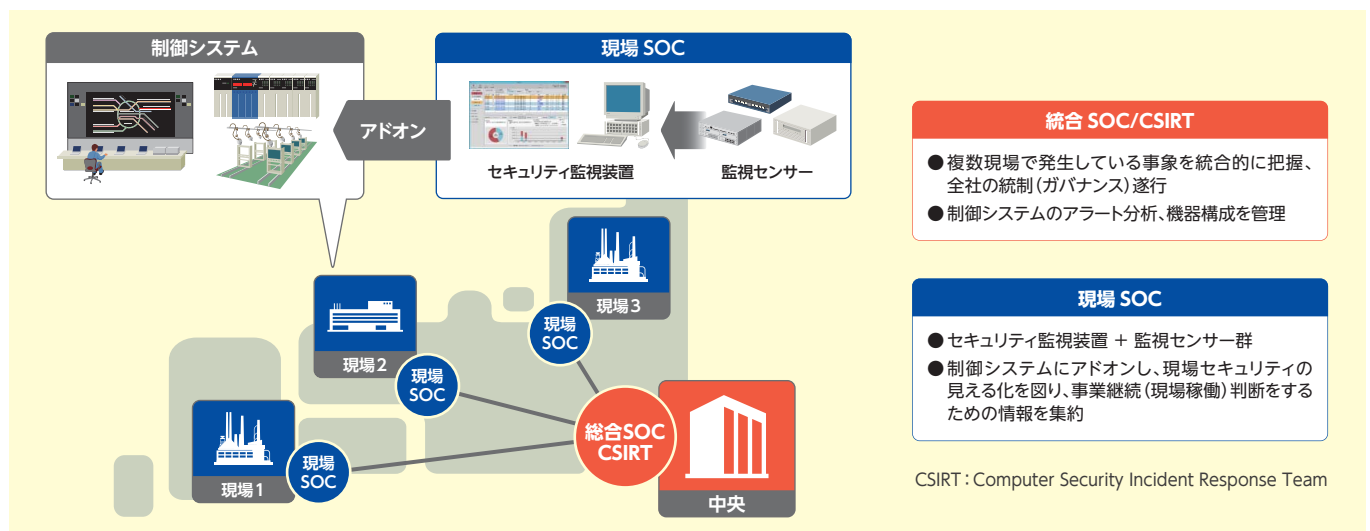 制御システム
現場 SOC
アドオン
セキュリティ監視装置
監視センサー
現場3
現場
SOC
現場2
現場
SOC
現場1
現場
SOC
総合SOC
CSIRT
中央
統合 SOC/CSIRT
●複数現場で発生している事象を統合的に把握、
全社の統制(ガバナンス)遂行
●制御システムのアラート分析、機器構成を管理
現場 SOC
●セキュリティ監視装置 + 監視センサー群
●制御システムにアドオンし、現場セキュリティの
見える化を図り、事業継続(現場稼働)判断をする
ための情報を集約
CSIRT:Computer Security Incident Response Team